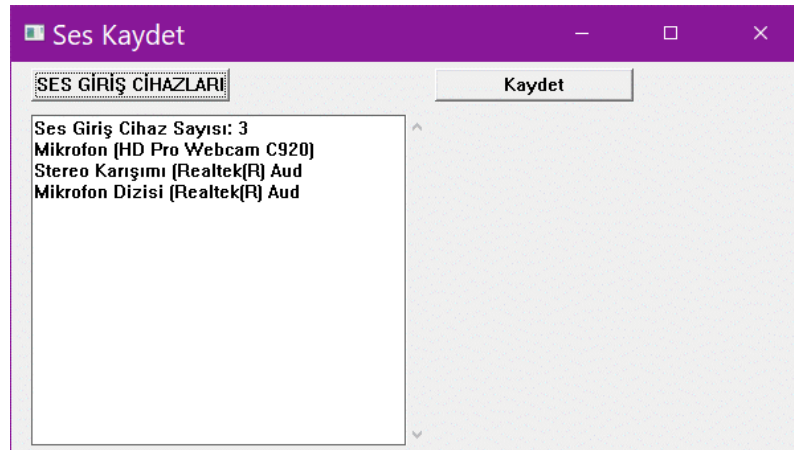 Ses Kaydet
SES GİRİŞ CİHAZLARI
Kaydet
Ses Giriş Cihaz Sayısı: 3
Mikrofon (HD Pro Webcam C920)
Stereo Karışımı (Realtek(R) Aud
Mikrofon Dizisi (Realtek(R) Aud